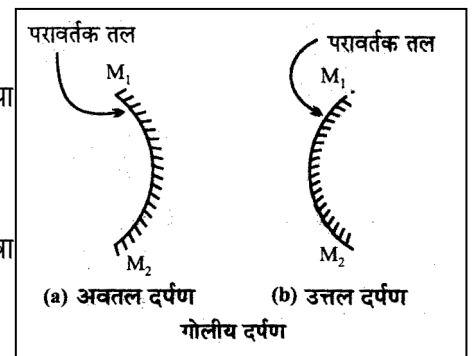 परावर्तक तल
परावर्तक तल
M₁
M₁
M₂
M₂
(a) अवतल दर्पण
(b) उत्तल दर्पण
गोलीय दर्पण